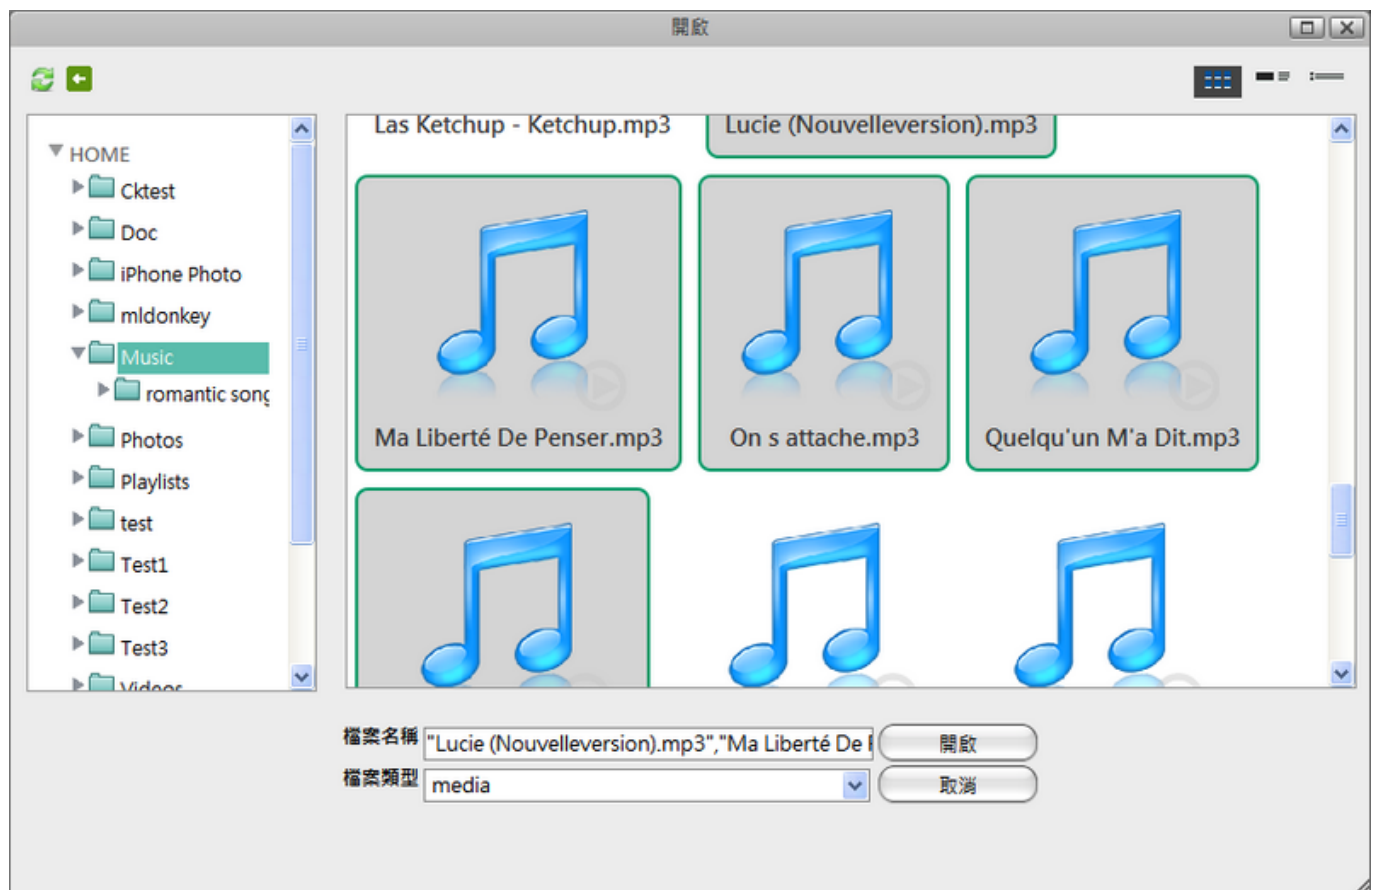 開啟
HOME
Cktest
Doc
iPhone Photo
mldonkey
Music
romantic song
Photos
Playlists
test
Test1
Test2
Test3
Videos
Las Ketchup - Ketchup.mp3
Lucie (Nouvelleversion).mp3
Ma Liberté De Penser.mp3
On s attache.mp3
Quelqu'un M'a Dit.mp3
檔案名稱
"Lucie (Nouvelleversion).mp3","Ma Liberté De
開啟
檔案類型
media
取消